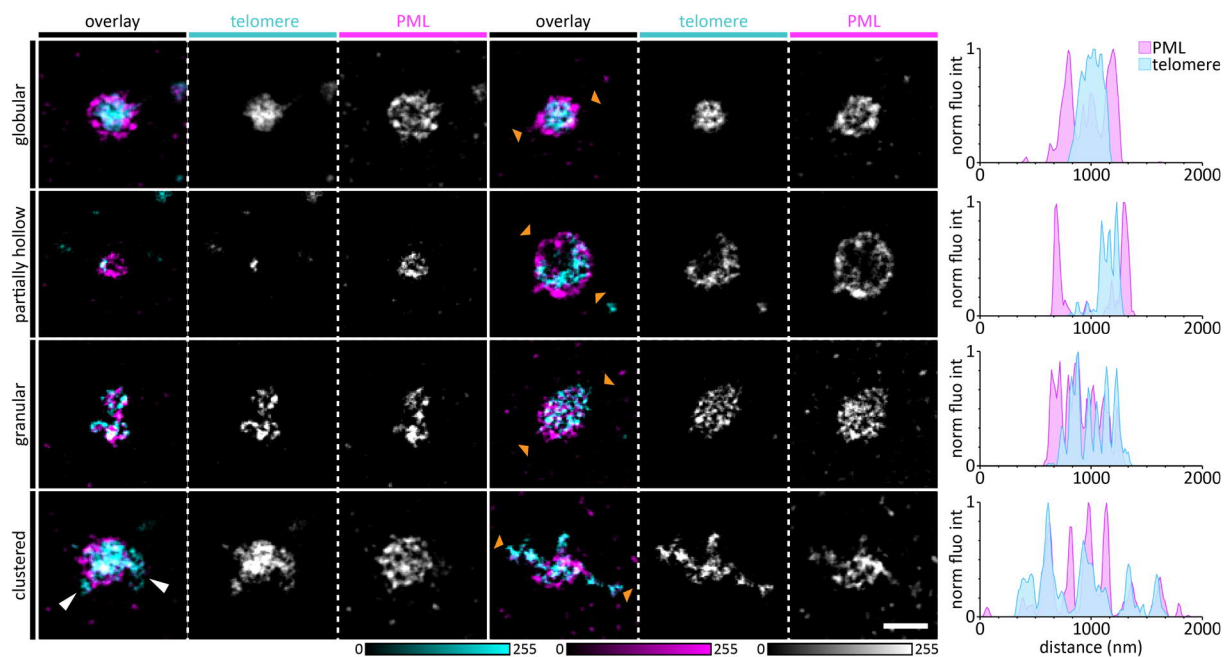 overlay telomere PML overlay telomere PML
PML
telomere
globular
norm fluo int
1
0
0 1000 2000
partially hollow
norm fluo int
1
0
0 1000 2000
granular
norm fluo int
1
0
0 1000 2000
clustered
norm fluo int
1
0
0 1000 2000
distance (nm)
0 255 0 255 0 255